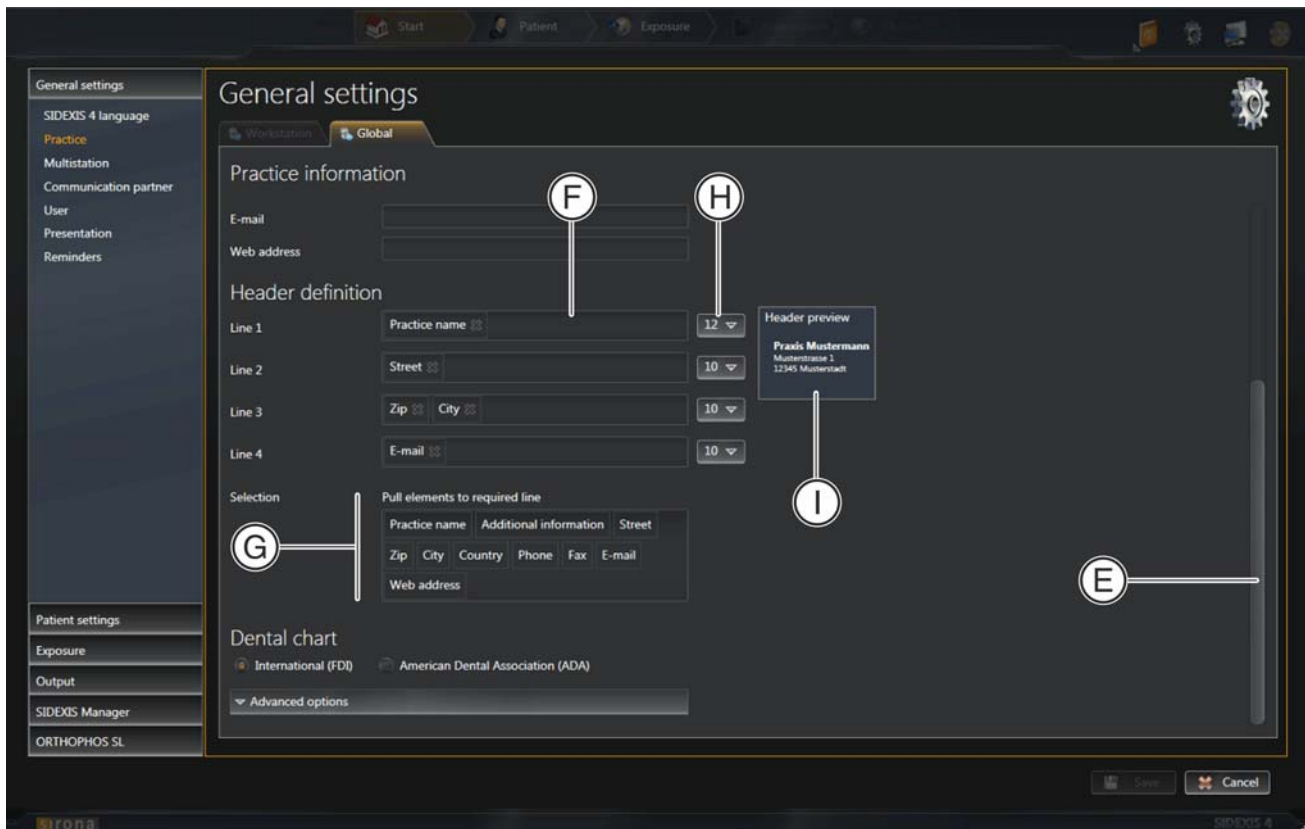 Start Patient Exposure
General settings
SIDEXIS 4 language
Practice
Multistation
Communication partner
User
Presentation
Reminders
Patient settings
Exposure
Output
SIDEXIS Manager
ORTHOPHOS SL
General settings
Workstation Global
Practice information
F H
E-mail
Web address
Header definition
Line 1 Practice name 12
Line 2 Street 10
Line 3 Zip City 10
Line 4 E-mail 10
Header preview
Praxis Mustermann
Musterstrasse 1
12345 Musterstadt
I
Selection Pull elements to required line
G
Practice name Additional information Street
Zip City Country Phone Fax E-mail
Web address
E
Dental chart
International (FDI) American Dental Association (ADA)
Advanced options
Save Cancel
sirona SIDEXIS 4